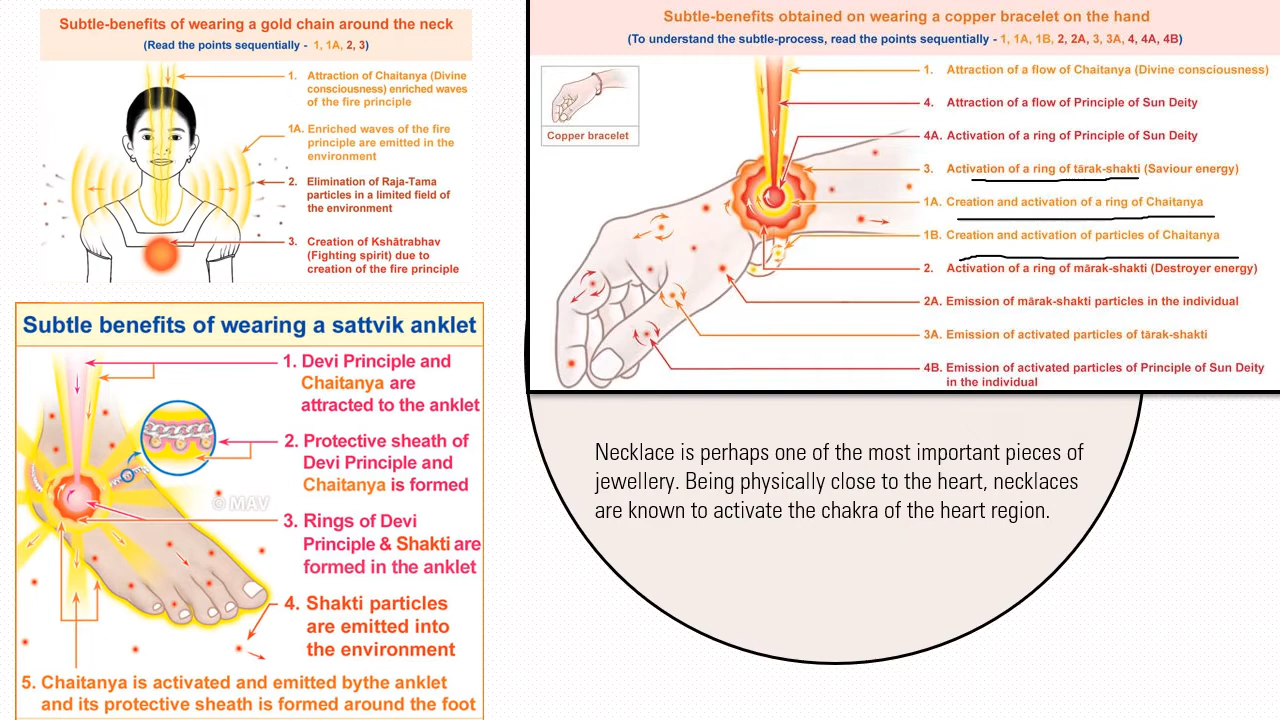 Subtle-benefits of wearing a gold chain around the neck
(Read the points sequentially - 1, 1A, 2, 3)
1. Attraction of Chaitanya (Divine
consciousness) enriched waves
of the fire principle
1A. Enriched waves of the fire
principle are emitted in the
environment
2. Elimination of Raja-Tama
particles in a limited field of
the environment
3. Creation of Kshātrabhav
(Fighting spirit) due to
creation of the fire principle
Subtle-benefits obtained on wearing a copper bracelet on the hand
(To understand the subtle-process, read the points sequentially - 1, 1A, 1B, 2, 2A, 3, 3A, 4, 4A, 4B)
Copper bracelet
1. Attraction of a flow of Chaitanya (Divine consciousness)
4. Attraction of a flow of Principle of Sun Deity
4A. Activation of a ring of Principle of Sun Deity
3. Activation of a ring of tārak-shakti (Saviour energy)
1A. Creation and activation of a ring of Chaitanya
1B. Creation and activation of particles of Chaitanya
2. Activation of a ring of mārak-shakti (Destroyer energy)
2A. Emission of mārak-shakti particles in the individual
3A. Emission of activated particles of tārak-shakti
4B. Emission of activated particles of Principle of Sun Deity
in the individual
Subtle benefits of wearing a sattvik anklet
1. Devi Principle and
Chaitanya are
attracted to the anklet
2. Protective sheath of
Devi Principle and
Chaitanya is formed
© MAV
3. Rings of Devi
Principle & Shakti are
formed in the anklet
4. Shakti particles
are emitted into
the environment
5. Chaitanya is activated and emitted bythe anklet
and its protective sheath is formed around the foot
Necklace is perhaps one of the most important pieces of
jewellery. Being physically close to the heart, necklaces
are known to activate the chakra of the heart region.